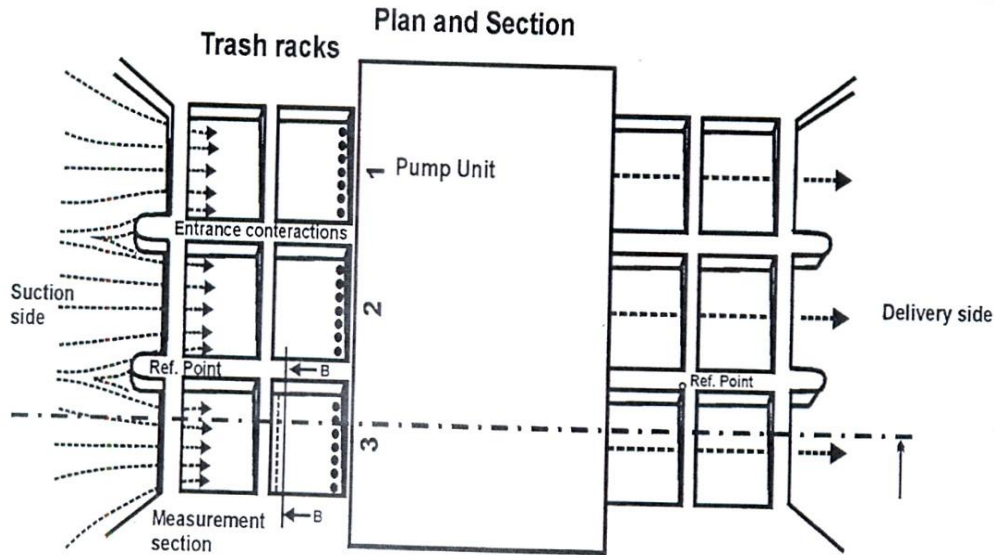 Plan and Section
Trash racks
1
Pump Unit
Entrance conteractions
Suction
side
2
Delivery side
Ref. Point
B
Ref. Point
3
B
Measurement
section